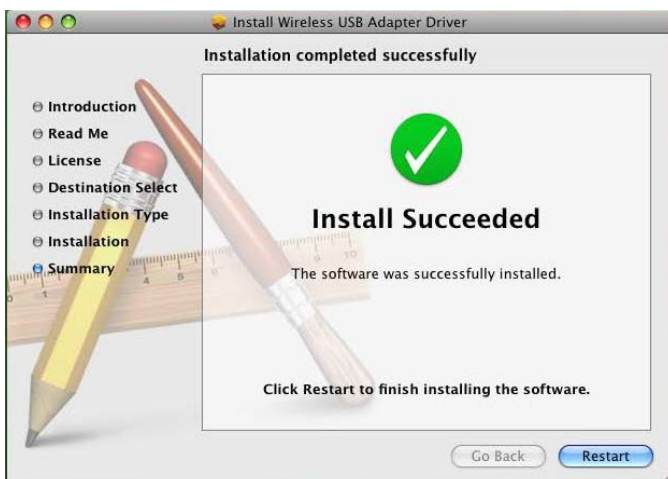 Install Wireless USB Adapter Driver
Installation completed successfully
Introduction
Read Me
License
Destination Select
Installation Type
Installation
Summary
Install Succeeded
The software was successfully installed.
Click Restart to finish installing the software.
Go Back
Restart